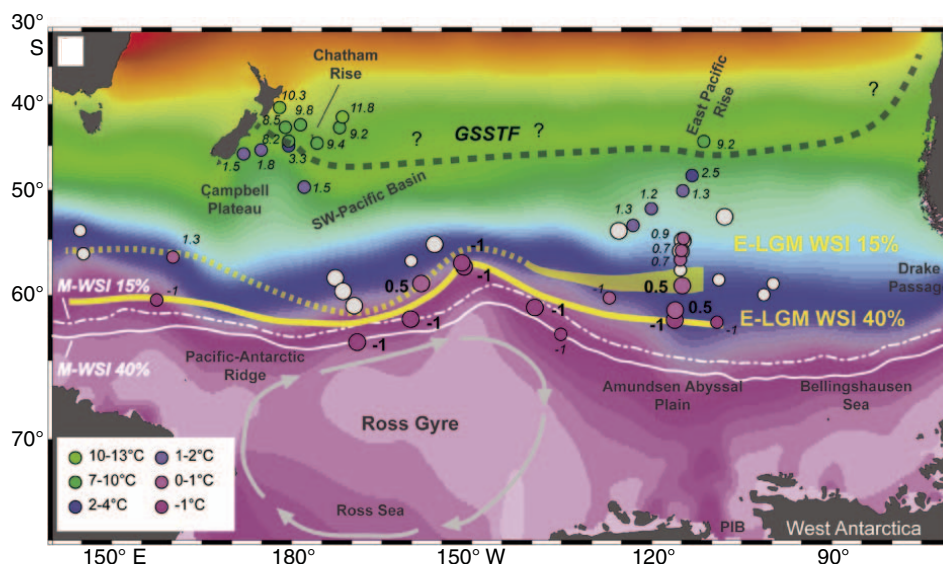 30°
S
40°
50°
60°
70°
Chatham
Rise
10.3
9.8
11.8
8.5
9.2
8.2
9.4
3.3
1.5
1.8
1.5
Campbell
Plateau
SW-Pacific Basin
?
GSSTF
?
?
East Pacific
Rise
9.2
2.5
1.2
1.3
1.3
0.9
0.7
0.7
E-LGM WSI 15%
Drake
Passage
1.3
-1
-1
0.5
0.5
-1
0.5
E-LGM WSI 40%
M-WSI 15%
-1
-1
-1
-1
-1
-1
-1
M-WSI 40%
Pacific-Antarctic
Ridge
Amundsen Abyssal
Plain
Bellingshausen
Sea
Ross Gyre
Ross Sea
PIB
West Antarctica
10-13°C
7-10°C
2-4°C
1-2°C
0-1°C
-1°C
150° E
180°
150° W
120°
90°